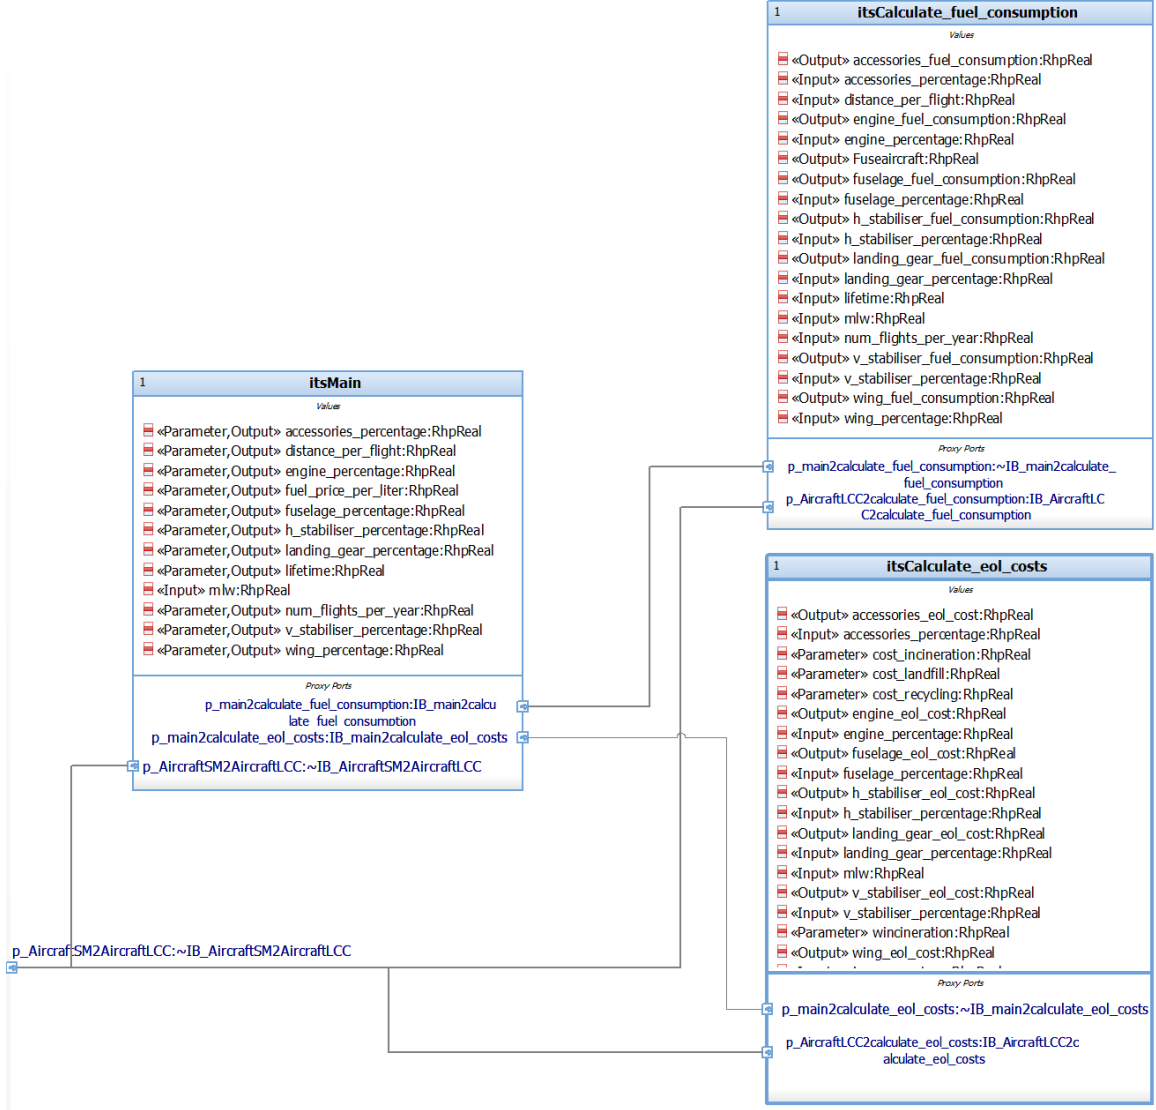 1 itsCalculate_fuel_consumption
Values
«Output» accessories_fuel_consumption:RhpReal
«Input» accessories_percentage:RhpReal
«Input» distance_per_flight:RhpReal
«Output» engine_fuel_consumption:RhpReal
«Input» engine_percentage:RhpReal
«Output» Fuseaircraft:RhpReal
«Output» fuselage_fuel_consumption:RhpReal
«Input» fuselage_percentage:RhpReal
«Output» h_stabiliser_fuel_consumption:RhpReal
«Input» h_stabiliser_percentage:RhpReal
«Output» landing_gear_fuel_consumption:RhpReal
«Input» landing_gear_percentage:RhpReal
«Input» lifetime:RhpReal
«Input» mlw:RhpReal
«Input» num_flights_per_year:RhpReal
«Output» v_stabiliser_fuel_consumption:RhpReal
«Input» v_stabiliser_percentage:RhpReal
«Output» wing_fuel_consumption:RhpReal
«Input» wing_percentage:RhpReal
Proxy Ports
p_main2calculate_fuel_consumption:~IB_main2calculate_
fuel_consumption
p_AircraftLCC2calculate_fuel_consumption:IB_AircraftLC
C2calculate_fuel_consumption
1 itsMain
Values
«Parameter,Output» accessories_percentage:RhpReal
«Parameter,Output» distance_per_flight:RhpReal
«Parameter,Output» engine_percentage:RhpReal
«Parameter,Output» fuel_price_per_liter:RhpReal
«Parameter,Output» fuselage_percentage:RhpReal
«Parameter,Output» h_stabiliser_percentage:RhpReal
«Parameter,Output» landing_gear_percentage:RhpReal
«Parameter,Output» lifetime:RhpReal
«Input» mlw:RhpReal
«Parameter,Output» num_flights_per_year:RhpReal
«Parameter,Output» v_stabiliser_percentage:RhpReal
«Parameter,Output» wing_percentage:RhpReal
Proxy Ports
p_main2calculate_fuel_consumption:IB_main2calcu
late_fuel_consumption
p_main2calculate_eol_costs:IB_main2calculate_eol_costs
p_AircraftSM2AircraftLCC:~IB_AircraftSM2AircraftLCC
p_AircraftSM2AircraftLCC:~IB_AircraftSM2AircraftLCC
1 itsCalculate_eol_costs
Values
«Output» accessories_eol_cost:RhpReal
«Input» accessories_percentage:RhpReal
«Parameter» cost_incineration:RhpReal
«Parameter» cost_landfill:RhpReal
«Parameter» cost_recycling:RhpReal
«Output» engine_eol_cost:RhpReal
«Input» engine_percentage:RhpReal
«Output» fuselage_eol_cost:RhpReal
«Input» fuselage_percentage:RhpReal
«Output» h_stabiliser_eol_cost:RhpReal
«Input» h_stabiliser_percentage:RhpReal
«Output» landing_gear_eol_cost:RhpReal
«Input» landing_gear_percentage:RhpReal
«Input» mlw:RhpReal
«Output» v_stabiliser_eol_cost:RhpReal
«Input» v_stabiliser_percentage:RhpReal
«Parameter» wincineration:RhpReal
«Output» wing_eol_cost:RhpReal
Proxy Ports
p_main2calculate_eol_costs:~IB_main2calculate_eol_costs
p_AircraftLCC2calculate_eol_costs:IB_AircraftLCC2c
alculate_eol_costs